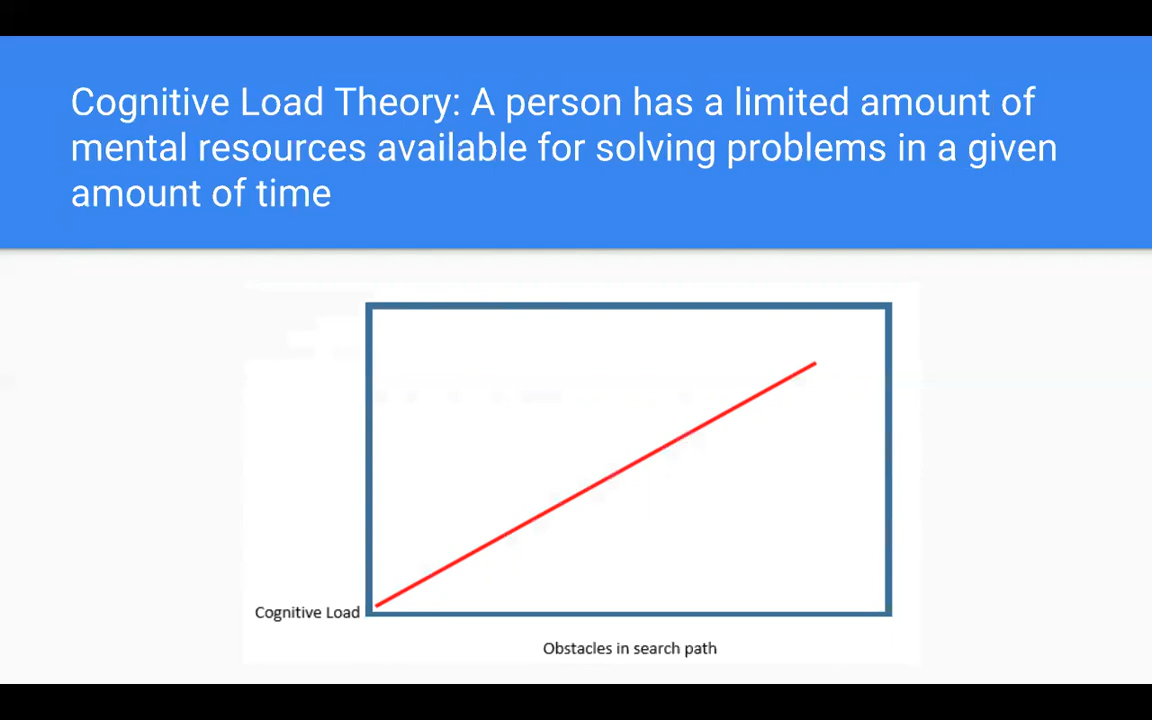 Cognitive Load Theory: A person has a limited amount of
mental resources available for solving problems in a given
amount of time
Cognitive Load
Obstacles in search path